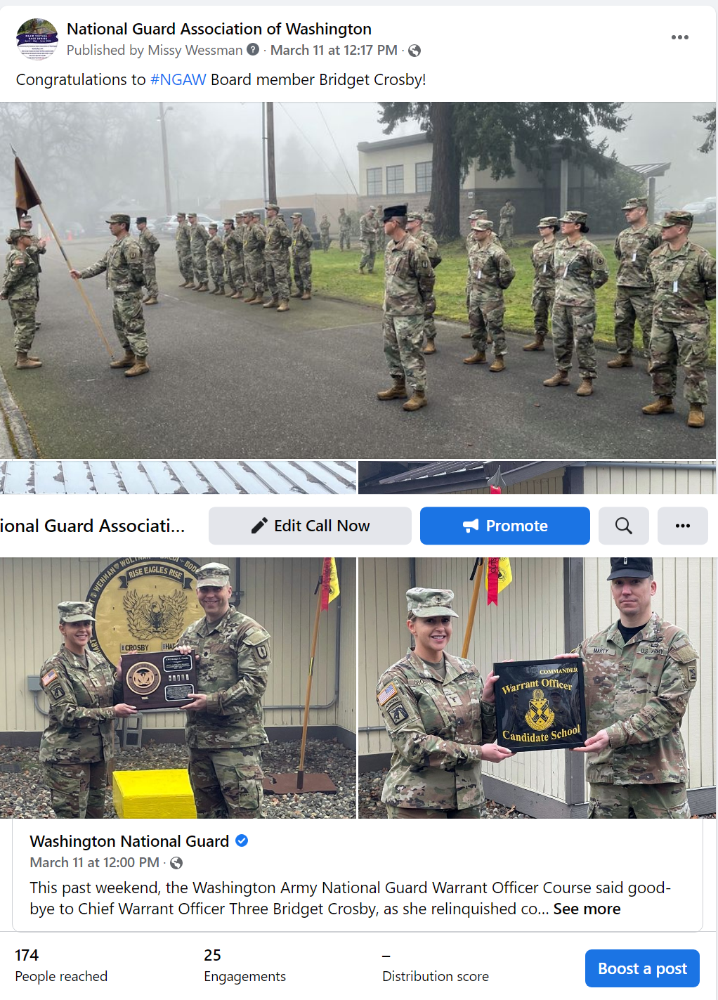 National Guard Association of Washington
Published by Missy Wessman · March 11 at 12:17 PM ·
Congratulations to #NGAW Board member Bridget Crosby!
ional Guard Associati...
Edit Call Now
Promote
RISE EAGLES RISE
CROSBY
COMMANDER
Warrant Officer
Candidate School
MARTY
U.S. ARMY
AIRBORNE
Washington National Guard
March 11 at 12:00 PM ·
This past weekend, the Washington Army National Guard Warrant Officer Course said good-
bye to Chief Warrant Officer Three Bridget Crosby, as she relinquished co... See more
174
People reached
25
Engagements
–
Distribution score
Boost a post